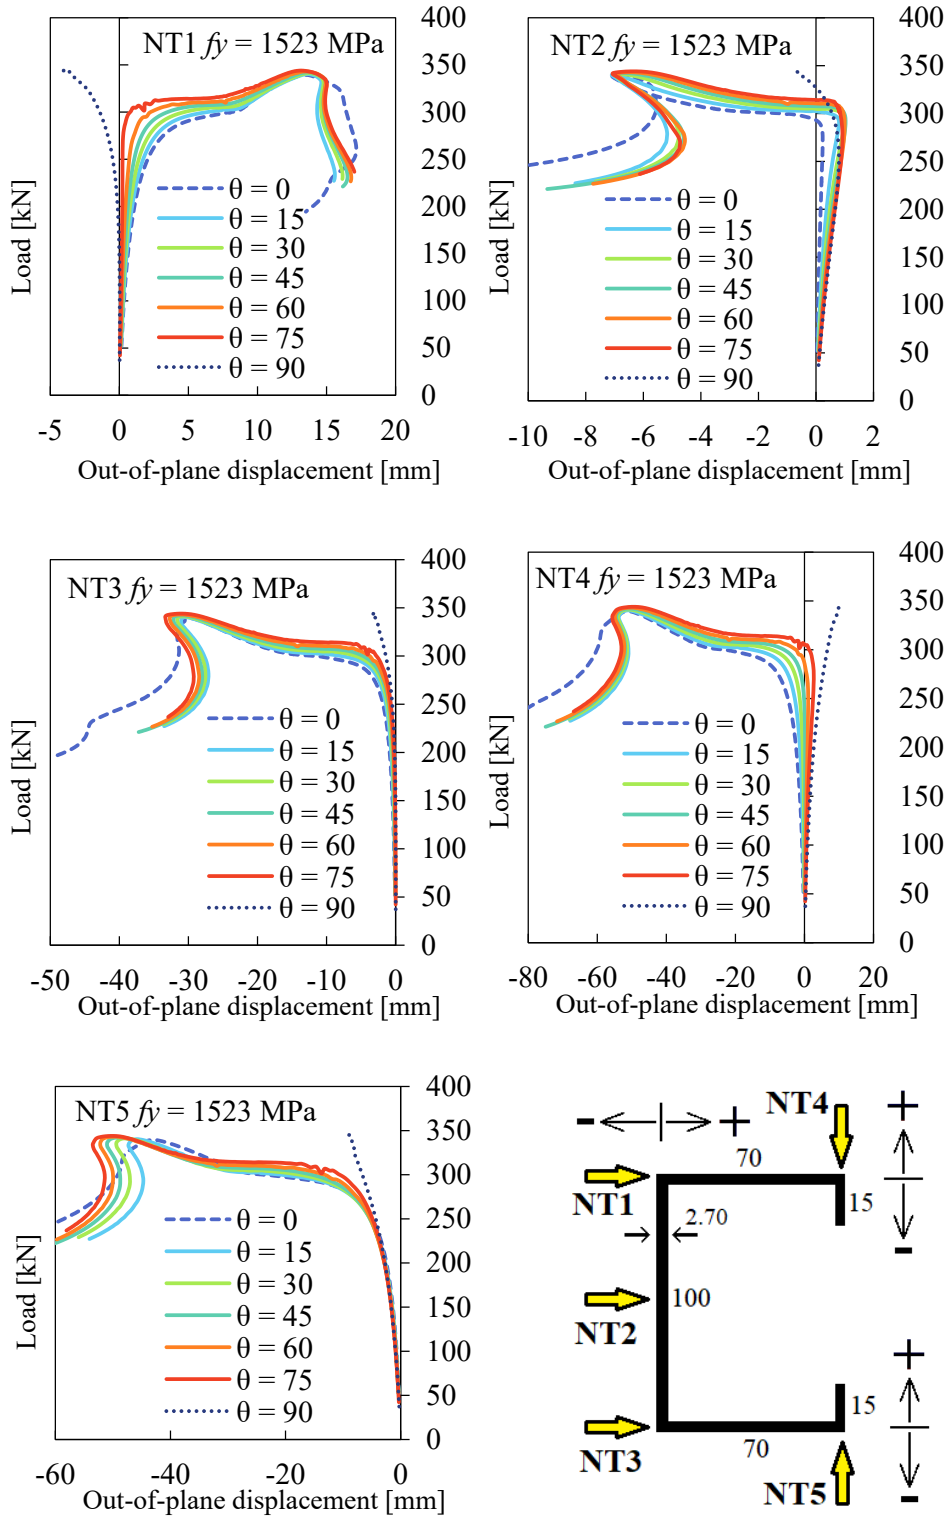 NT1 fy = 1523 MPa
400
350
300
250
200
150
100
50
0
Load [kN]
θ = 0
θ = 15
θ = 30
θ = 45
θ = 60
θ = 75
θ = 90
-5 0 5 10 15 20
Out-of-plane displacement [mm]
NT2 fy = 1523 MPa
400
350
300
250
200
150
100
50
0
Load [kN]
θ = 0
θ = 15
θ = 30
θ = 45
θ = 60
θ = 75
θ = 90
-10 -8 -6 -4 -2 0 2
Out-of-plane displacement [mm]
NT3 fy = 1523 MPa
400
350
300
250
200
150
100
50
0
Load [kN]
θ = 0
θ = 15
θ = 30
θ = 45
θ = 60
θ = 75
θ = 90
-50 -40 -30 -20 -10 0
Out-of-plane displacement [mm]
NT4 fy = 1523 MPa
400
350
300
250
200
150
100
50
0
Load [kN]
θ = 0
θ = 15
θ = 30
θ = 45
θ = 60
θ = 75
θ = 90
-80 -60 -40 -20 0 20
Out-of-plane displacement [mm]
NT5 fy = 1523 MPa
400
350
300
250
200
150
100
50
0
Load [kN]
θ = 0
θ = 15
θ = 30
θ = 45
θ = 60
θ = 75
θ = 90
-60 -40 -20 0
Out-of-plane displacement [mm]
NT4
- +
+
70
NT1
15
2.70
-
NT2
100
+
15
NT3
70
NT5
-